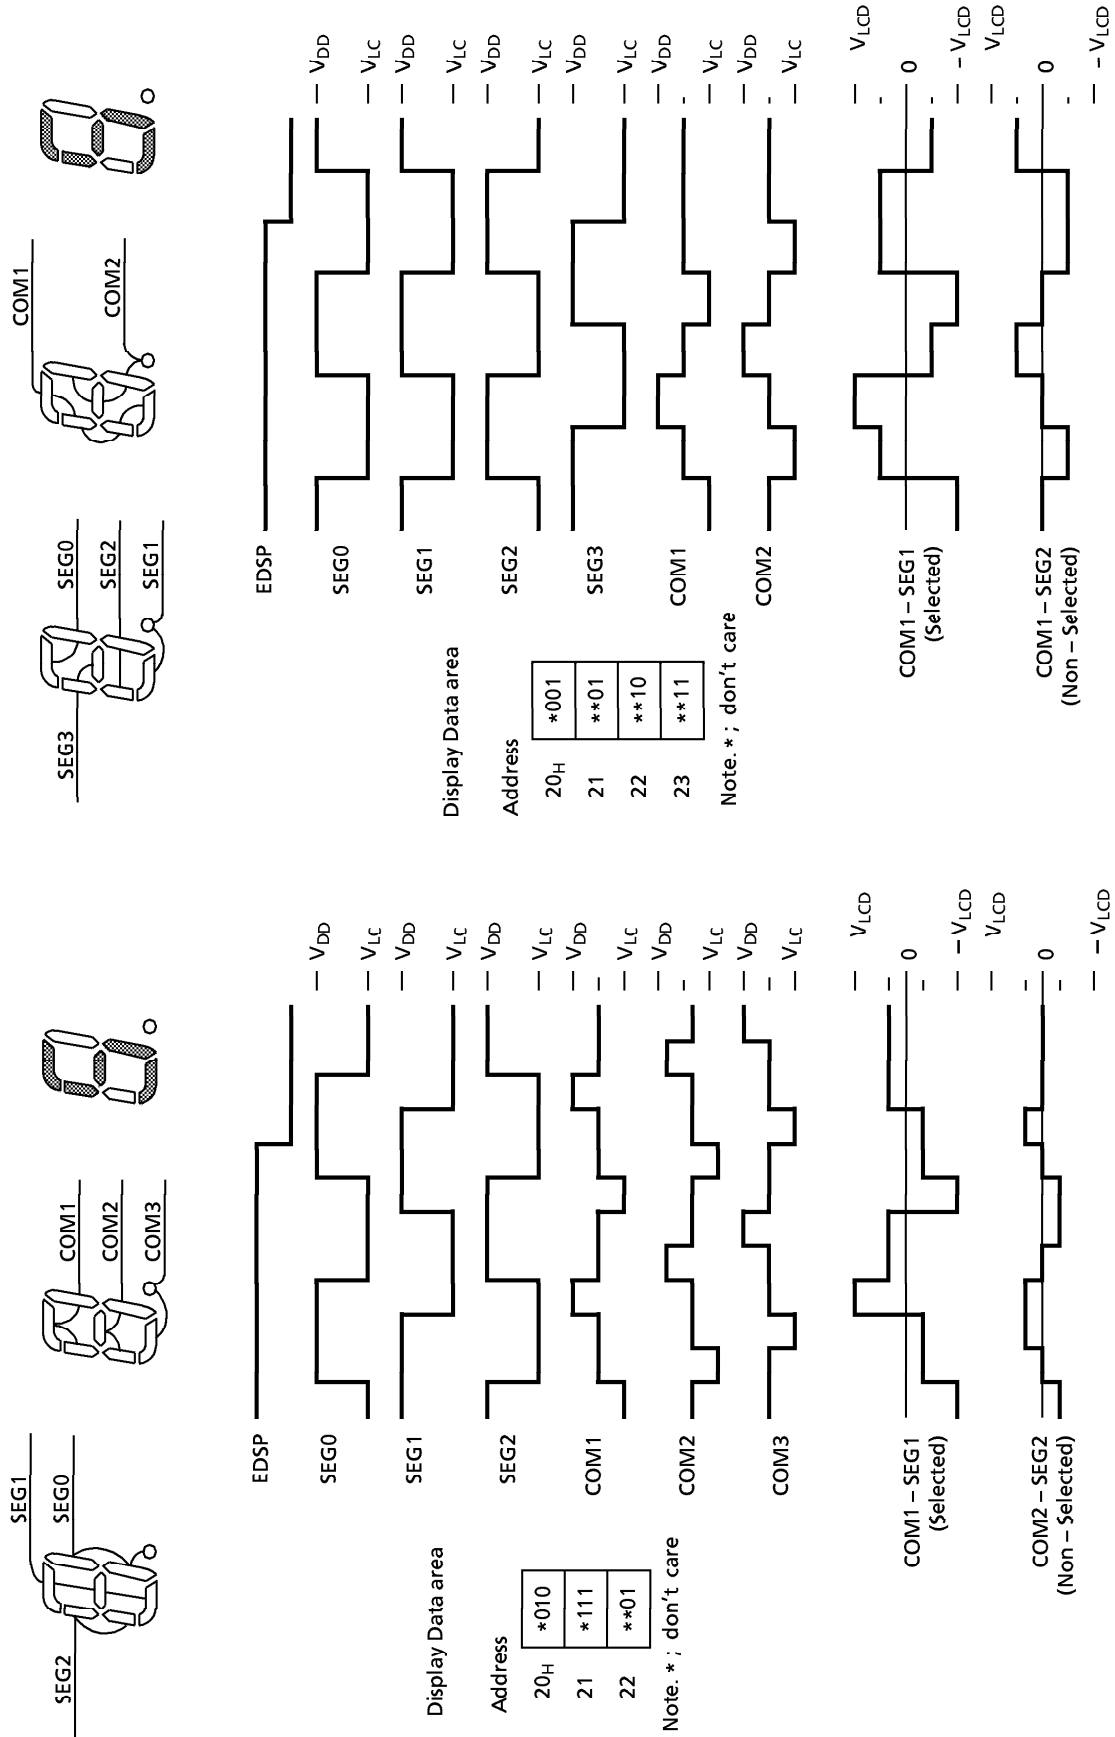 SEG3
SEG0
SEG2
SEG1
COM1
COM2
Display Data area
Address
20H *001
21 **01
22 **10
23 **11
Note. * ; don't care
EDSP
SEG0
VDD
VLC
SEG1
VDD
VLC
SEG2
VDD
VLC
SEG3
VDD
VLC
COM1
VDD
VLC
COM2
VDD
VLC
COM1 – SEG1
(Selected)
VLCD
0
– VLCD
COM1 – SEG2
(Non – Selected)
VLCD
0
– VLCD
SEG2
SEG1
SEG0
COM1
COM2
COM3
Display Data area
Address
20H *010
21 *111
22 **01
Note. * ; don't care
EDSP
SEG0
VDD
VLC
SEG1
VDD
VLC
SEG2
VDD
VLC
COM1
VDD
VLC
COM2
VDD
VLC
COM3
VDD
VLC
COM1 – SEG1
(Selected)
VLCD
0
– VLCD
COM2 – SEG2
(Non – Selected)
VLCD
0
– VLCD